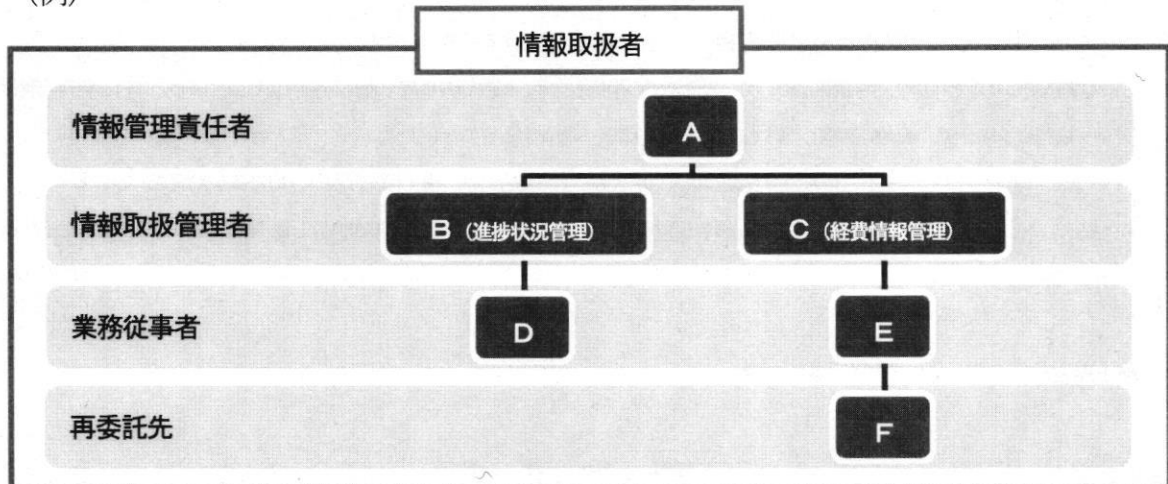 (例)
情報取扱者
情報管理責任者
A
情報取扱管理者
B (進捗状況管理)
C (経費情報管理)
業務従事者
D
E
再委託先
F